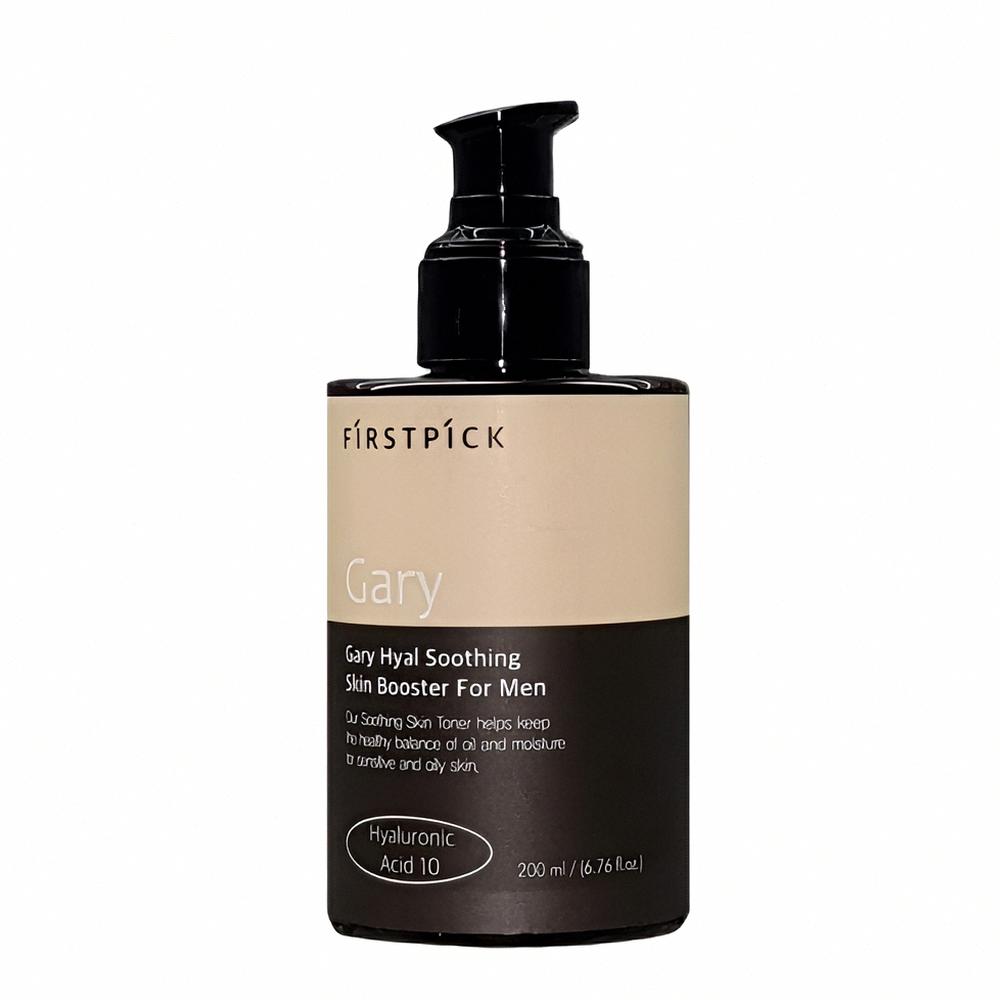 FÍRSTPÍCK
Gary
Gary Hyal Soothing
Skin Booster For Men
Our Soothing Skin Toner helps keep
the healthy balance of oil and moisture
to sensitive and oily skin.
Hyaluronic
Acid 10
200 ml / (6.76 fl.oz)